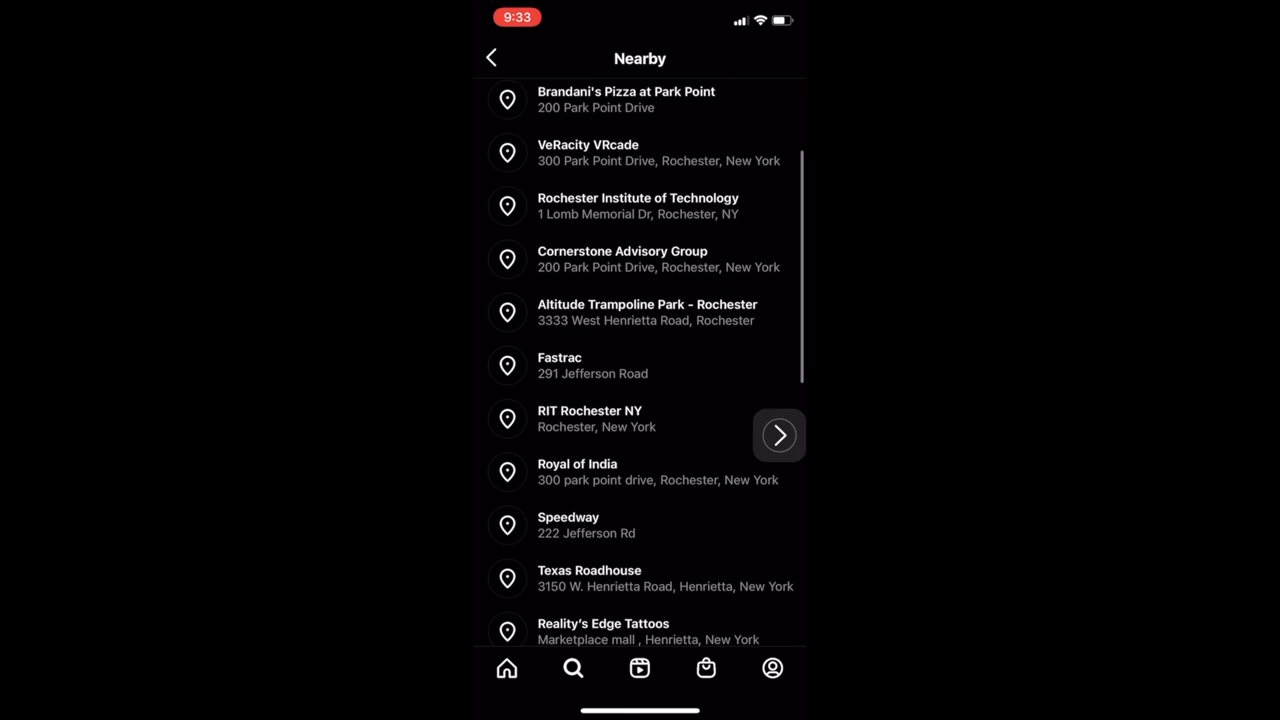 9:33
Nearby
Brandani's Pizza at Park Point
200 Park Point Drive
VeRacity VRcade
300 Park Point Drive, Rochester, New York
Rochester Institute of Technology
1 Lomb Memorial Dr, Rochester, NY
Cornerstone Advisory Group
200 Park Point Drive, Rochester, New York
Altitude Trampoline Park - Rochester
3333 West Henrietta Road, Rochester
Fastrac
291 Jefferson Road
RIT Rochester NY
Rochester, New York
Royal of India
300 park point drive, Rochester, New York
Speedway
222 Jefferson Rd
Texas Roadhouse
3150 W. Henrietta Road, Henrietta, New York
Reality’s Edge Tattoos
Marketplace mall , Henrietta, New York